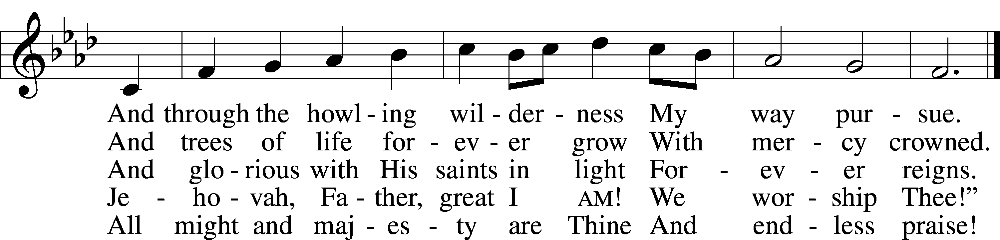 And through the howl - ing wil - der - ness My way pur - sue.
And trees of life for - ev - er grow With mer - cy crowned.
And glo - rious with His saints in light For - ev - er reigns.
Je - ho - vah, Fa - ther, great I AM! We wor - ship Thee!”
All might and maj - es - ty are Thine And end - less praise!